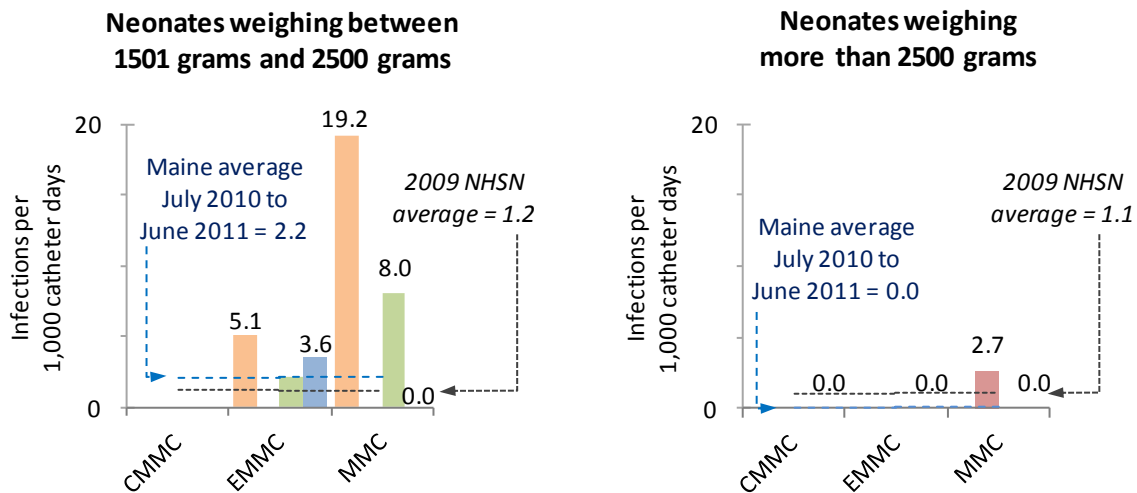 Neonates weighing between
1501 grams and 2500 grams
20
0
Infections per
1,000 catheter days
Maine average
July 2010 to
June 2011 = 2.2
2009 NHSN
average = 1.2
5.1
3.6
19.2
8.0
0.0
CMMC
EMMC
MMC
Neonates weighing
more than 2500 grams
20
0
Infections per
1,000 catheter days
Maine average
July 2010 to
June 2011 = 0.0
2009 NHSN
average = 1.1
0.0
0.0
2.7
0.0
CMMC
EMMC
MMC